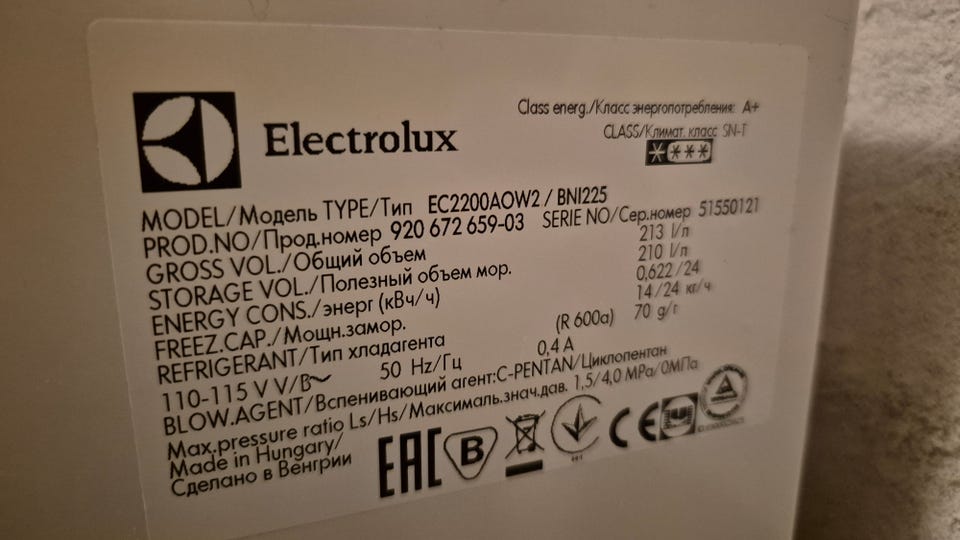 Electrolux
Class energ./Класс энергопотребления: A+
CLASS/Климат. класс SN-T
MODEL/Модель TYPE/Тип EC2200AOW2 / BNI225
PROD.NO/Прод.номер 920 672 659-03 SERIE NO/Сер.номер 51550121
GROSS VOL./Общий объем 213 l/л
STORAGE VOL./Полезный объем мор. 210 l/л
ENERGY CONS./энерг (кВч/ч) 0,622/24
FREEZ.CAP./Мощн.замор. 14/24 кг/ч
REFRIGERANT/Тип хладагента (R 600a) 70 g/г
110-115 V V/В~ 50 Hz/Гц 0,4 A
BLOW.AGENT/Вспенивающий агент:C-PENTAN/Циклопентан
Max.pressure ratio Ls/Hs/Максималь.знач.дав. 1,5/4,0 MPa/0МПа
Made in Hungary/
Сделано в Венгрии
EAC B CE